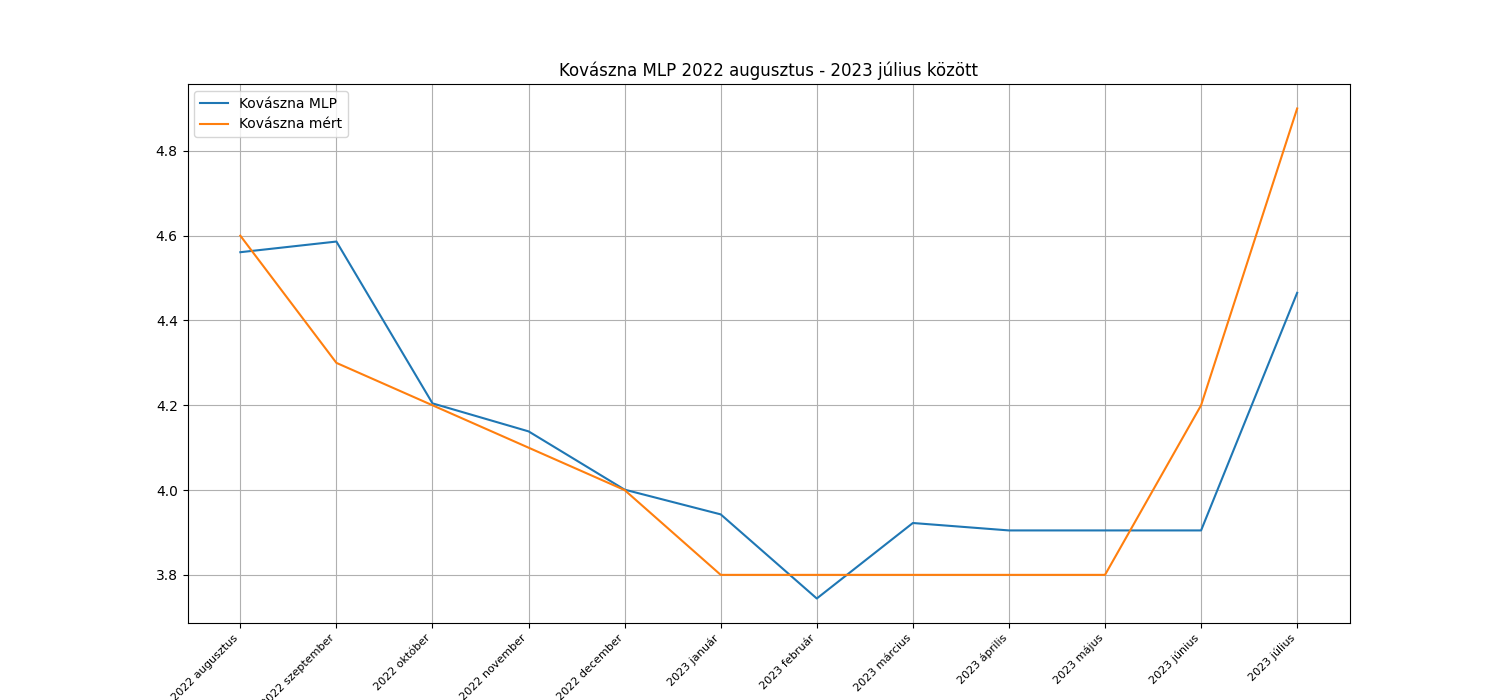 Kovászna MLP 2022 augusztus - 2023 július között
Kovászna MLP
Kovászna mért
4.8
4.6
4.4
4.2
4.0
3.8
2022 augusztus
022 szeptember
2022 október
2022 november
2022 december
2023 január
2023 február
2023 március
2023 április
2023 május
2023 június
2023 július